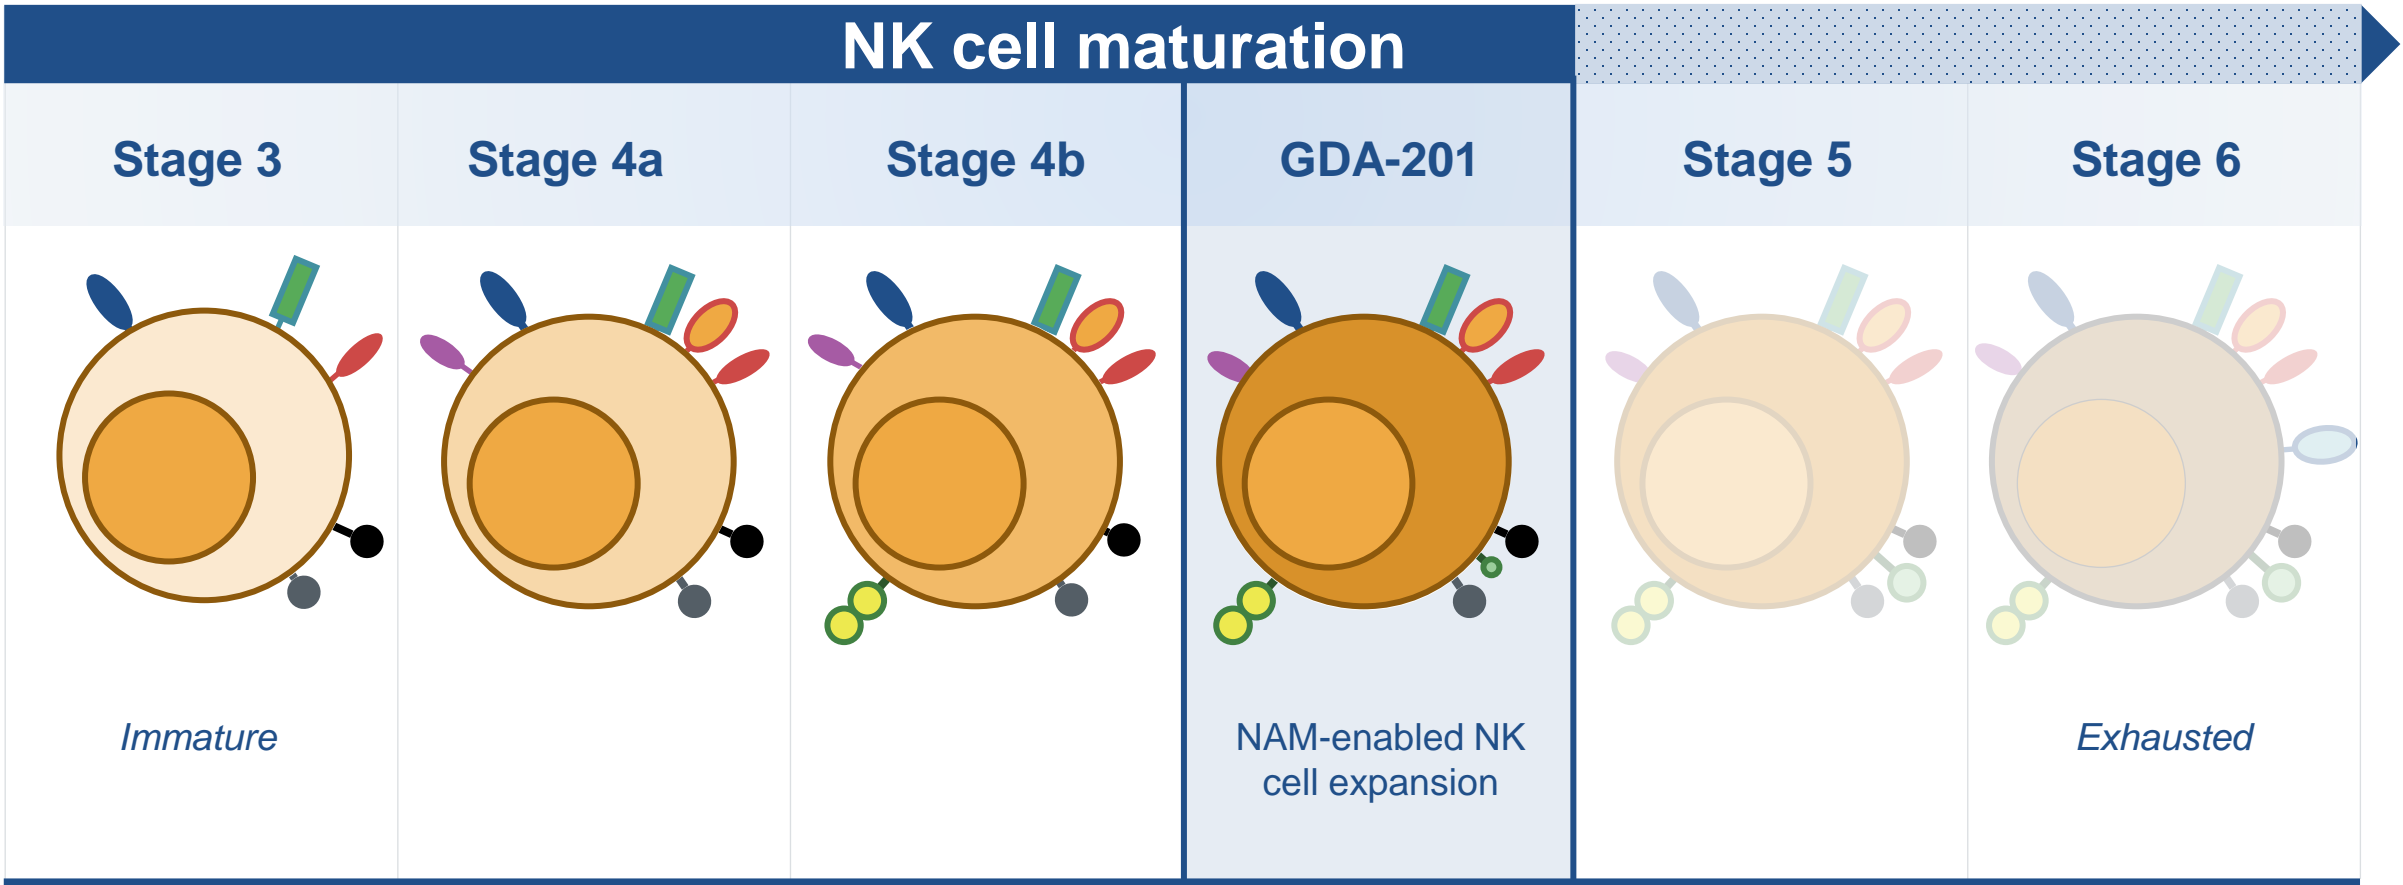 NK cell maturation
Stage 3
Stage 4a
Stage 4b
GDA-201
Stage 5
Stage 6
Immature
NAM-enabled NK
cell expansion
Exhausted